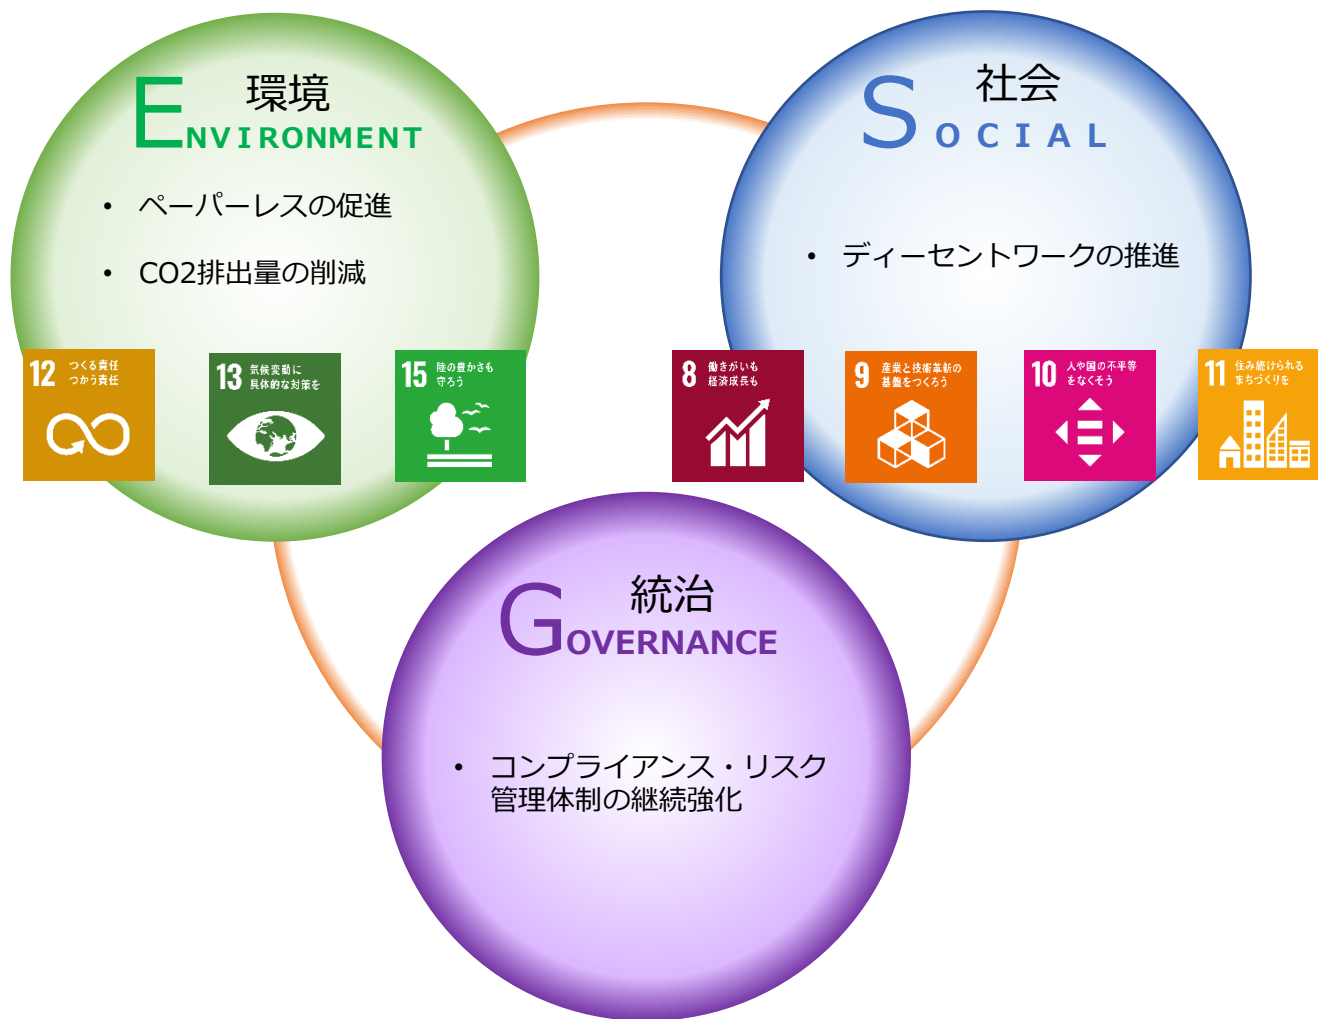 環境
ENVIRONMENT
• ペーパーレスの促進
• CO2排出量の削減
12 つくる責任
つかう責任
13 気候変動に
具体的な対策を
15 陸の豊かさも
守ろう
社会
SOCIAL
• ディーセントワークの推進
8 働きがいも
経済成長も
9 産業と技術革新の
基盤をつくろう
10 人や国の不平等
をなくそう
11 住み続けられる
まちづくりを
統治
GOVERNANCE
• コンプライアンス・リスク
管理体制の継続強化